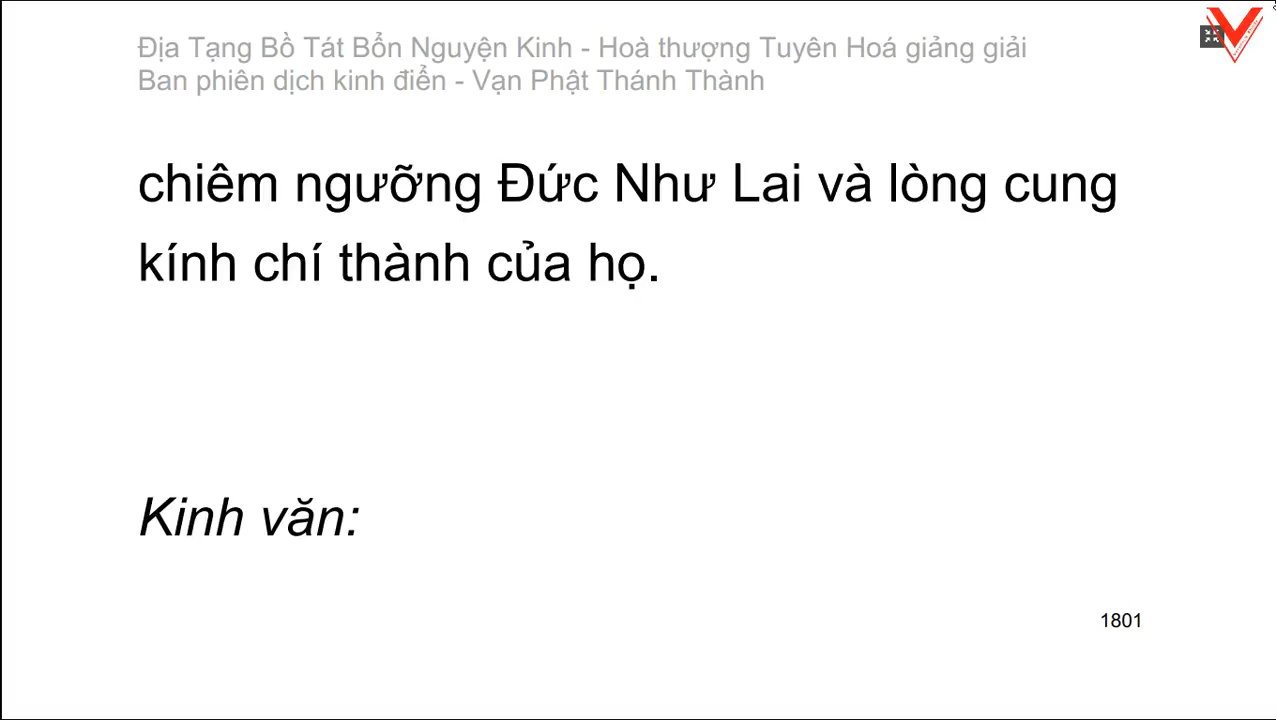 Địa Tạng Bồ Tát Bổn Nguyện Kinh - Hoà thượng Tuyên Hoá giảng giải
Ban phiên dịch kinh điển - Vạn Phật Thánh Thành
chiêm ngưỡng Đức Như Lai và lòng cung
kính chí thành của họ.
Kinh văn:
1801